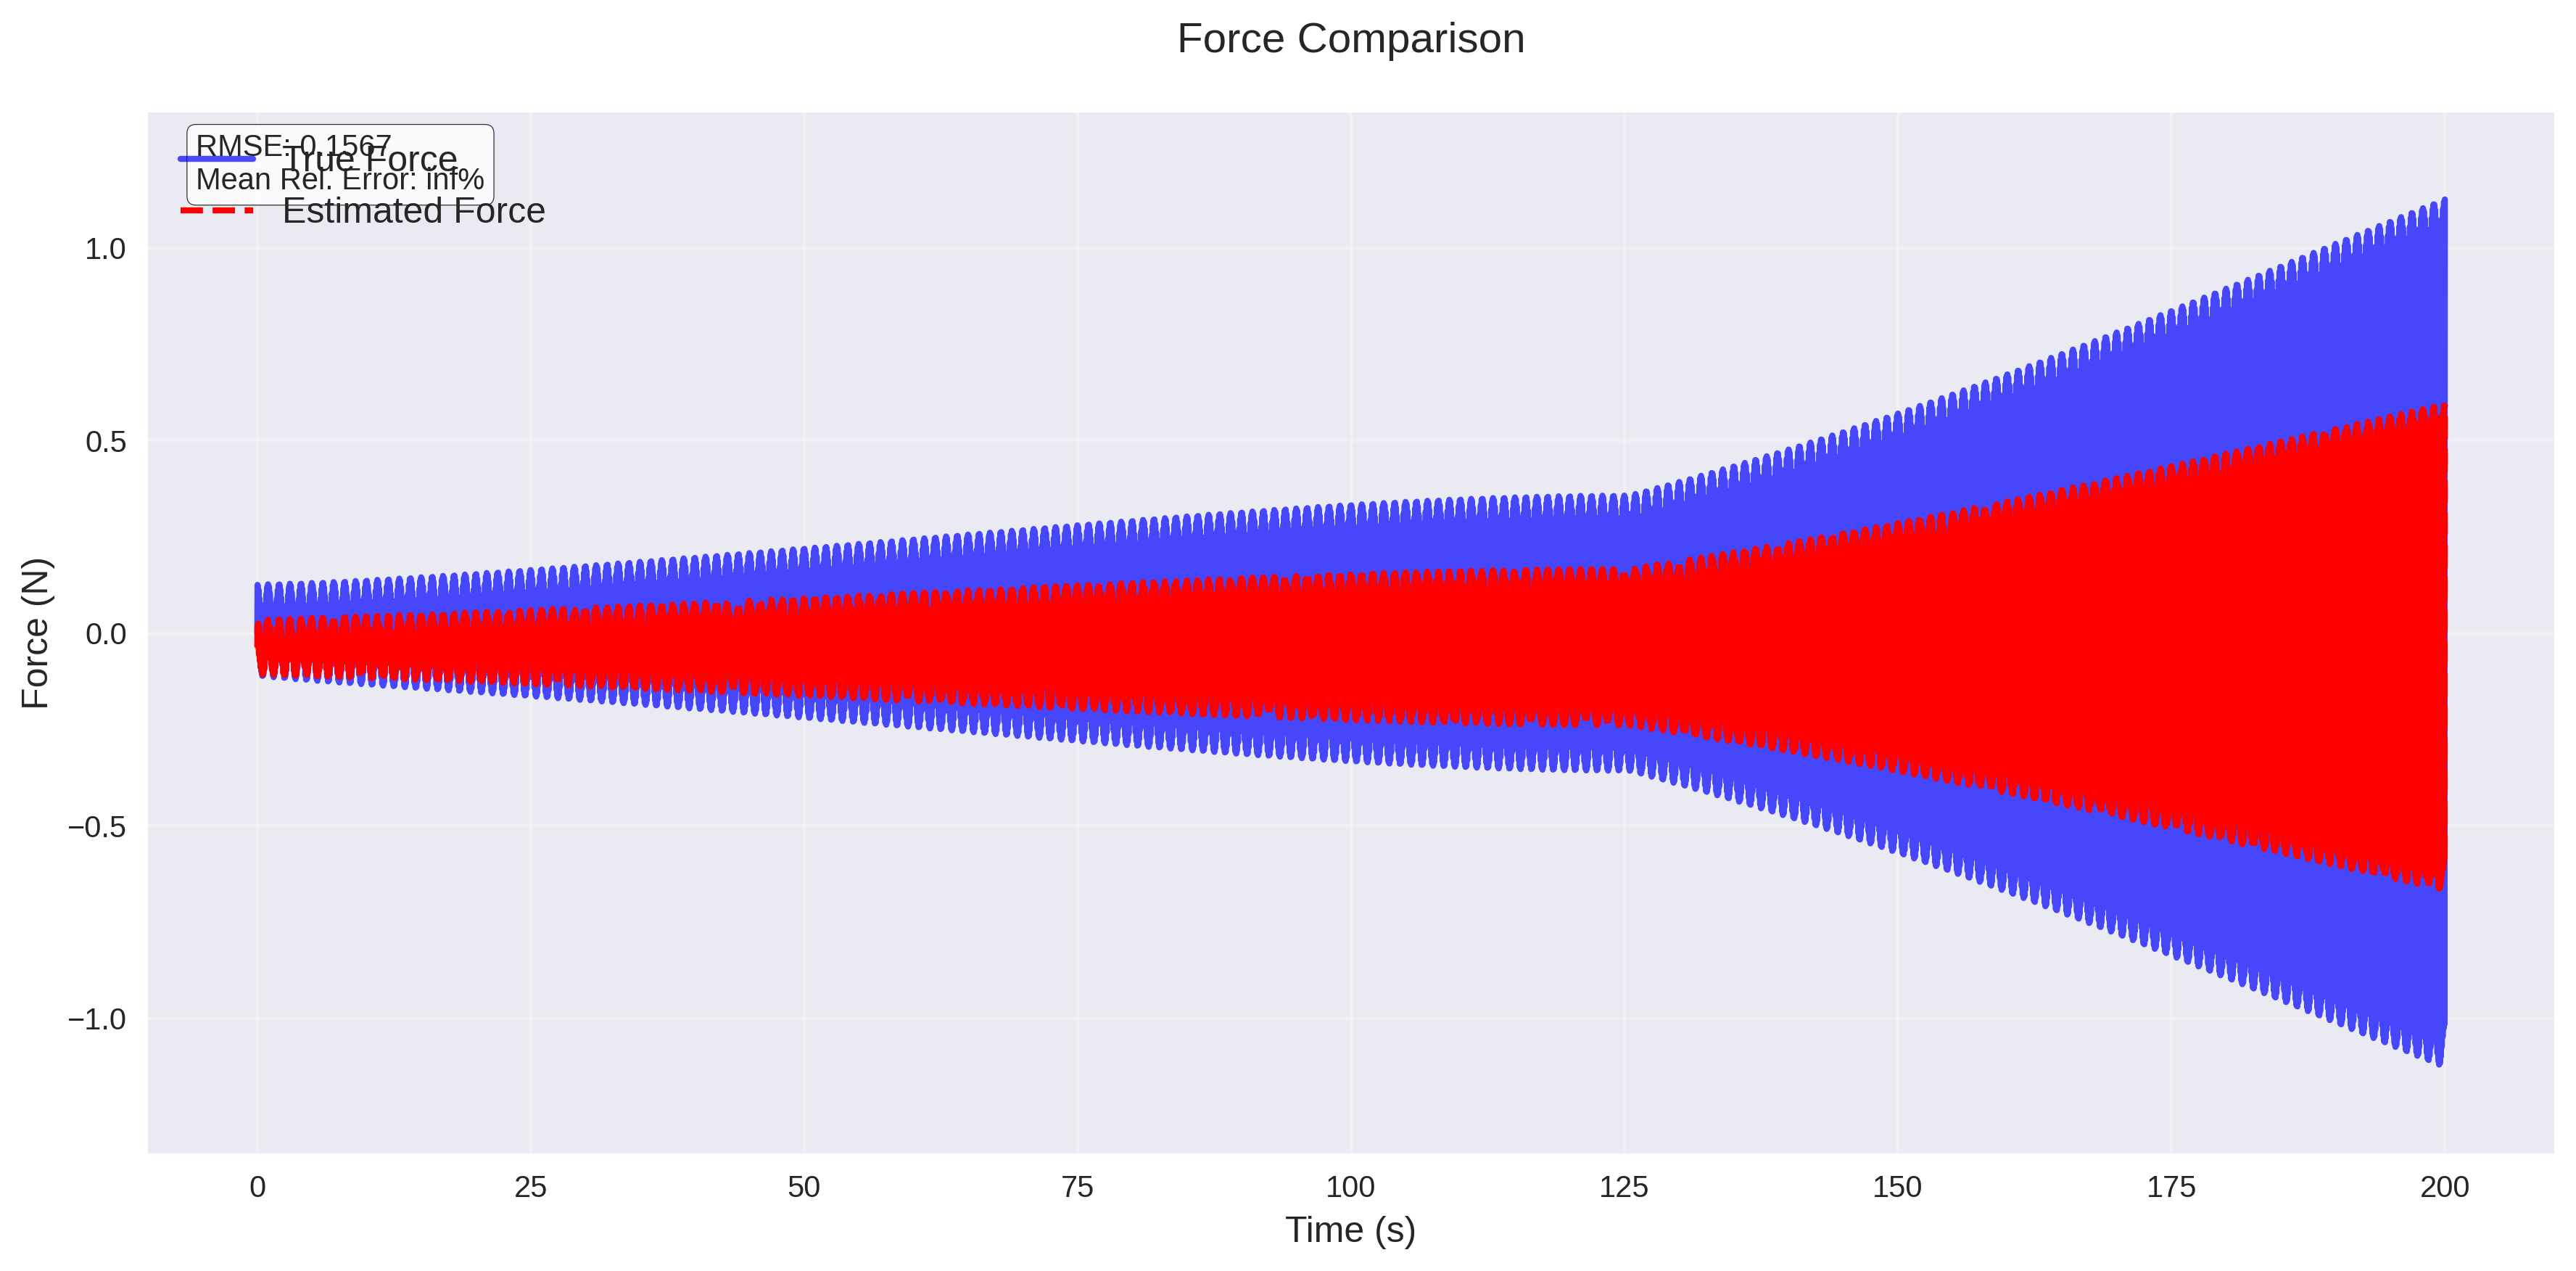 Force Comparison
RMSE: 0.1567
True Force
Mean Rel. Error: inf%
Estimated Force
1.0
0.5
0.0
−0.5
−1.0
Force (N)
0 25 50 75 100 125 150 175 200
Time (s)